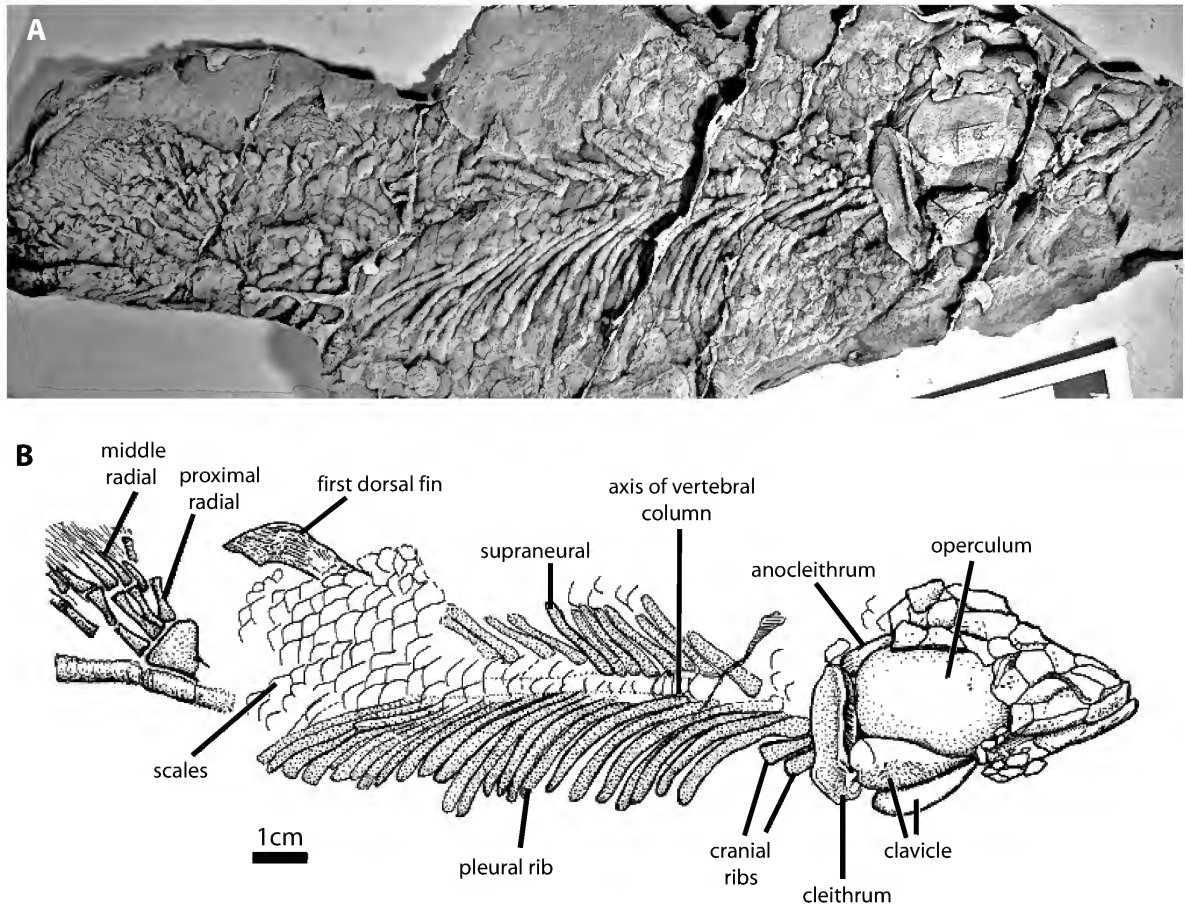 A
B
middle
radial
proximal
radial
first dorsal fin
supraneural
axis of vertebral
column
anocleithrum
operculum
scales
1cm
pleural rib
cranial
ribs
cleithrum
clavicle